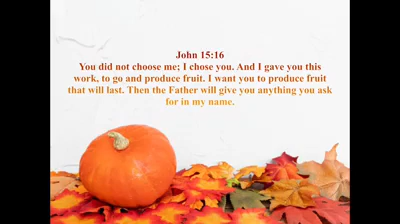 John 15:16
You did not choose me; I chose you. And I gave you this
work, to go and produce fruit. I want you to produce fruit
that will last. Then the Father will give you anything you ask
for in my name.